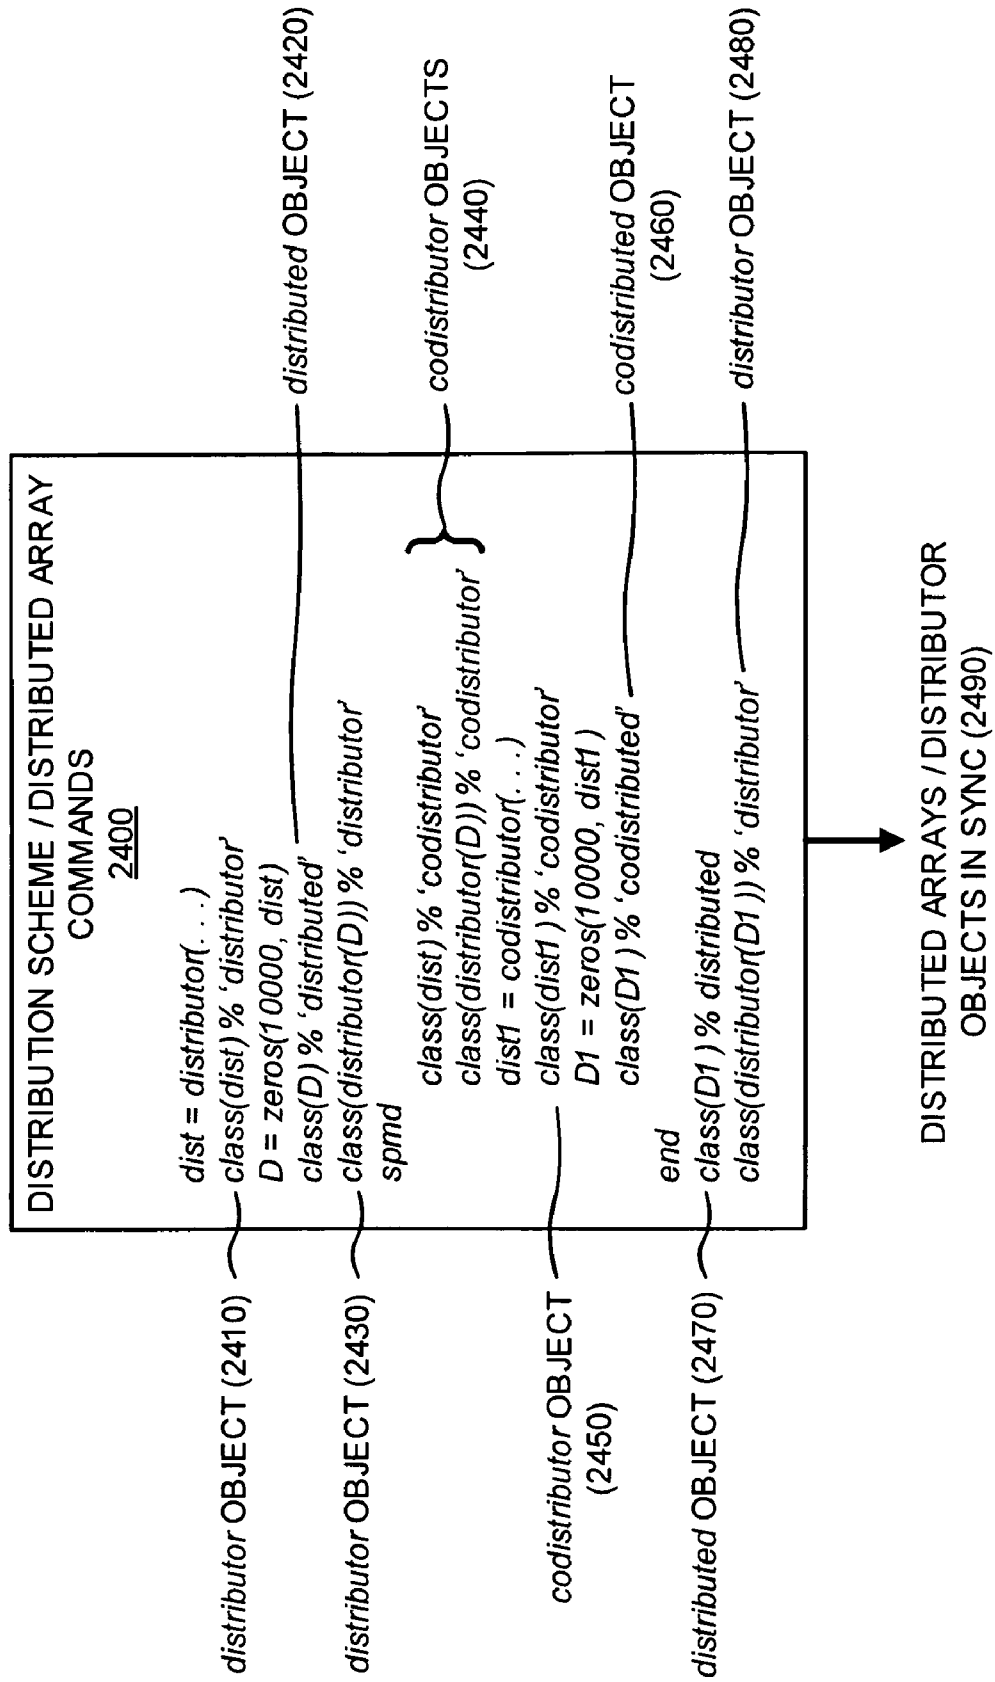 DISTRIBUTION SCHEME / DISTRIBUTED ARRAY
COMMANDS
2400
dist = distributor(. . .)
class(dist) % ‘distributor’
D = zeros(10000, dist)
class(D) % ‘distributed’
class(distributor(D)) % ‘distributor’
spmd
class(dist) % ‘codistributor’
class(distributor(D)) % ‘codistributor’
dist1 = codistributor(. . .)
class(dist1) % ‘codistributor’
D1 = zeros(10000, dist1)
class(D1) % ‘codistributed’
end
class(D1) % distributed
class(distributor(D1)) % ‘distributor’
distributor OBJECT (2410)
distributor OBJECT (2430)
codistributor OBJECT
(2450)
distributed OBJECT (2470)
distributed OBJECT (2420)
codistributor OBJECTS
(2440)
codistributed OBJECT
(2460)
distributor OBJECT (2480)
DISTRIBUTED ARRAYS / DISTRIBUTOR
OBJECTS IN SYNC (2490)